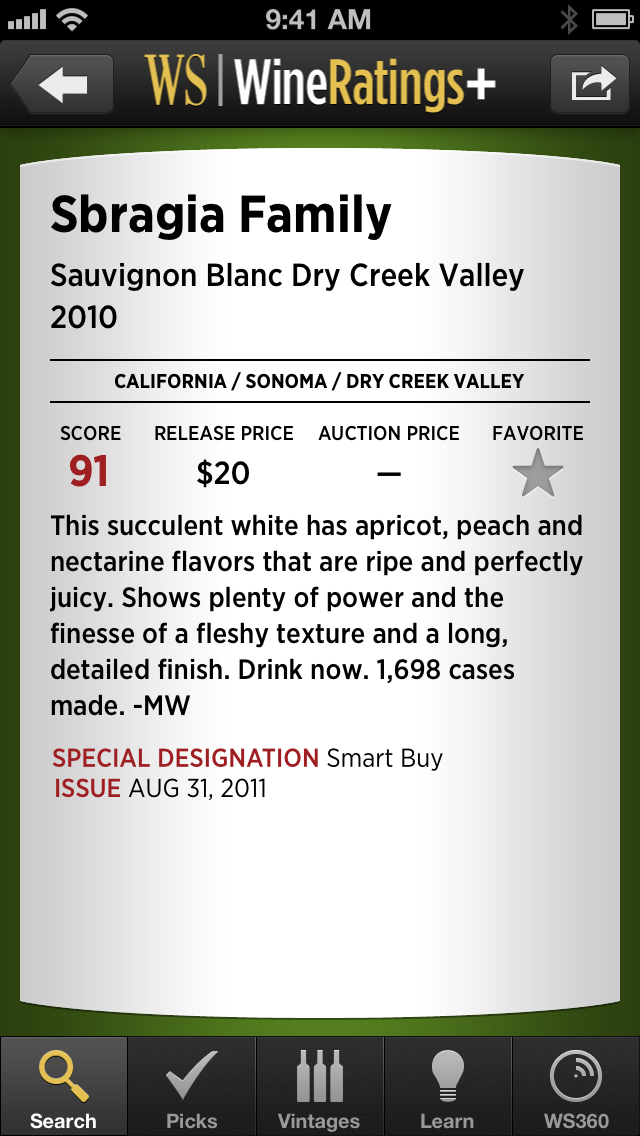 9:41 AM
WS | WineRatings+
Sbragia Family
Sauvignon Blanc Dry Creek Valley
2010
CALIFORNIA / SONOMA / DRY CREEK VALLEY
SCORE RELEASE PRICE AUCTION PRICE FAVORITE
91 $20 —
This succulent white has apricot, peach and
nectarine flavors that are ripe and perfectly
juicy. Shows plenty of power and the
finesse of a fleshy texture and a long,
detailed finish. Drink now. 1,698 cases
made. -MW
SPECIAL DESIGNATION Smart Buy
ISSUE AUG 31, 2011
Search Picks Vintages Learn WS360